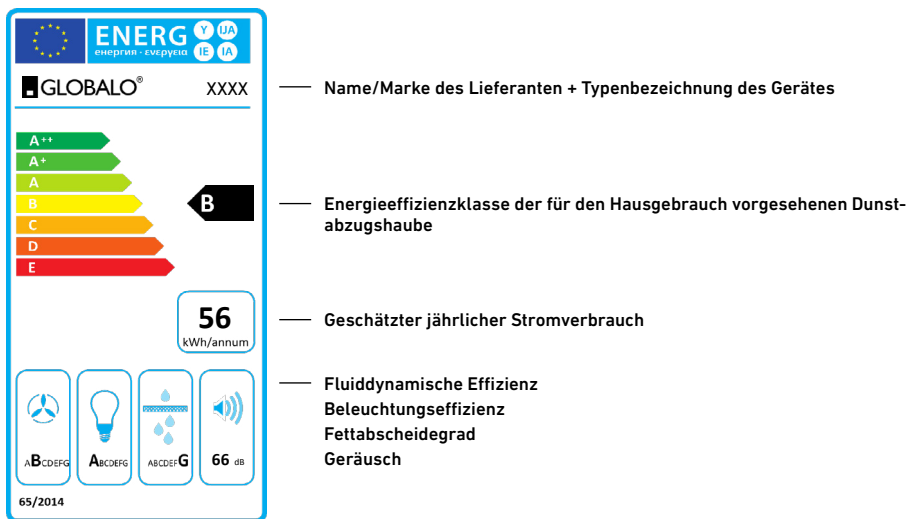 ENERG Y IJA
енергия · ενεργεια IE IA
GLOBALO® XXXX
Name/Marke des Lieferanten + Typenbezeichnung des Gerätes
A++
A+
A
B
C
D
E
B
Energieeffizienzklasse der für den Hausgebrauch vorgesehenen Dunst-
abzugshaube
56
kWh/annum
Geschätzter jährlicher Stromverbrauch
Fluiddynamische Effizienz
Beleuchtungseffizienz
Fettabscheidegrad
Geräusch
ABCDEFG ABCDEFG ABCDEFG 66 dB
65/2014